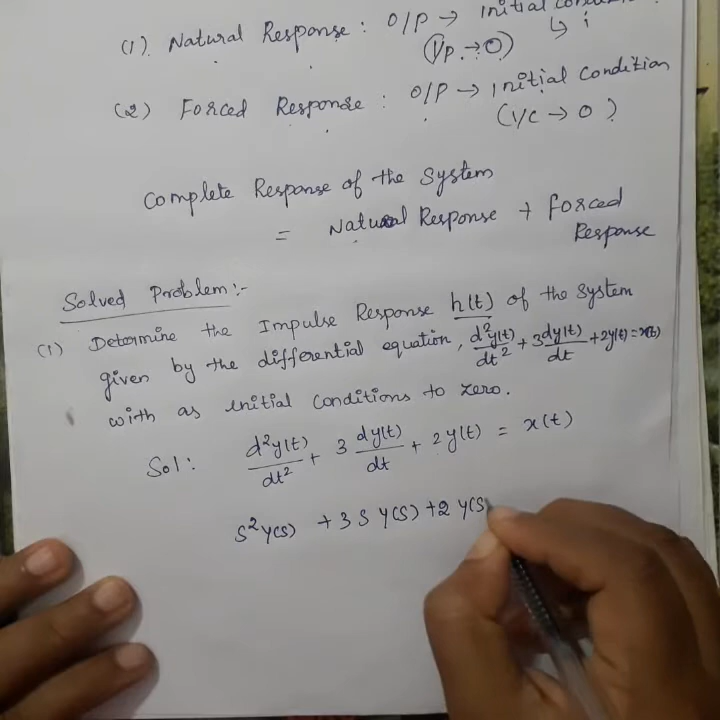 (1) Natural Response : O/P → initial
(I/p → 0) ↳ i
(2) Forced Response : O/P → Initial Condition
(I/C → 0)
Complete Response of the System
= Natural Response + Forced
Response
Solved Problem :-
(1) Determine the Impulse Response h(t) of the System
given by the differential equation, d²y(t)/dt² + 3dy(t)/dt + 2y(t) = x(t)
with as initial conditions to zero.
Sol: d²y(t)/dt² + 3 dy(t)/dt + 2 y(t) = x(t)
S²Y(S) + 3 S Y(S) + 2 Y(S